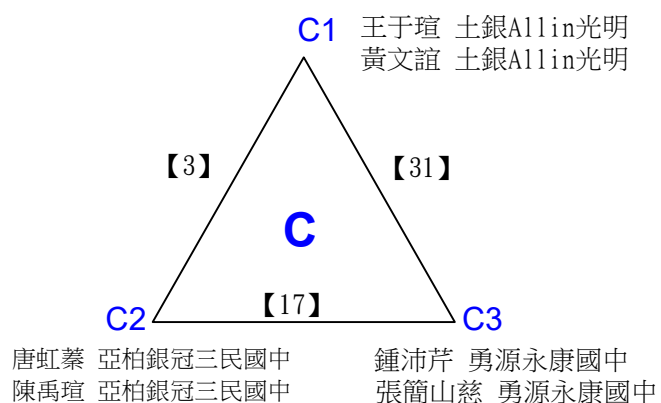 C1
王于瑄 土銀Allin光明
黃文誼 土銀Allin光明
【3】
【31】
C
【17】
C2
C3
唐虹蓁 亞柏銀冠三民國中
陳禹瑄 亞柏銀冠三民國中
鍾沛芹 勇源永康國中
張簡山慈 勇源永康國中